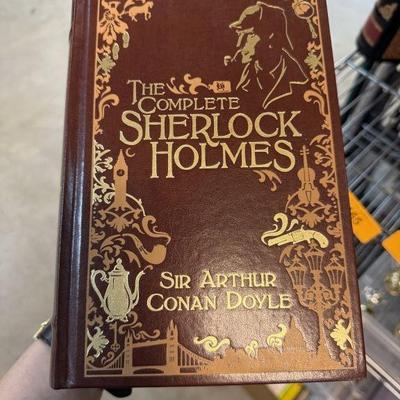 THE
COMPLETE
SHERLOCK
HOLMES
SIR ARTHUR
CONAN DOYLE